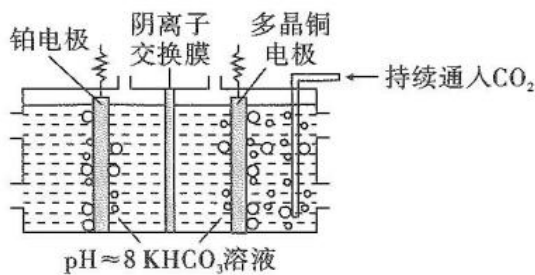 铂电极
阴离子
交换膜
多晶铜
电极
持续通入CO₂
pH≈8 KHCO₃溶液